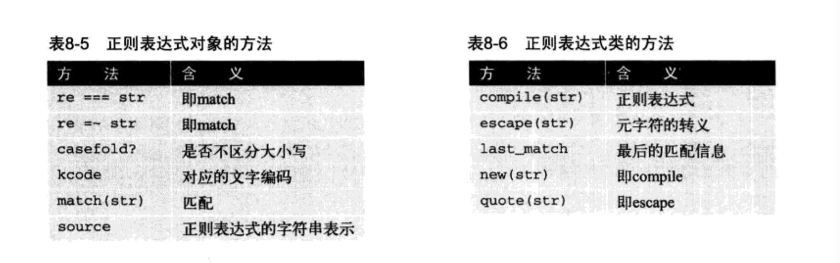 表8-5 正则表达式对象的方法
方 法 含 义
re === str 即match
re =~ str 即match
casefold? 是否不区分大小写
kcode 对应的文字编码
match(str) 匹配
source 正则表达式的字符串表示
表8-6 正则表达式类的方法
方 法 含 义
compile(str) 正则表达式
escape(str) 元字符的转义
last_match 最后的匹配信息
new(str) 即compile
quote(str) 即escape